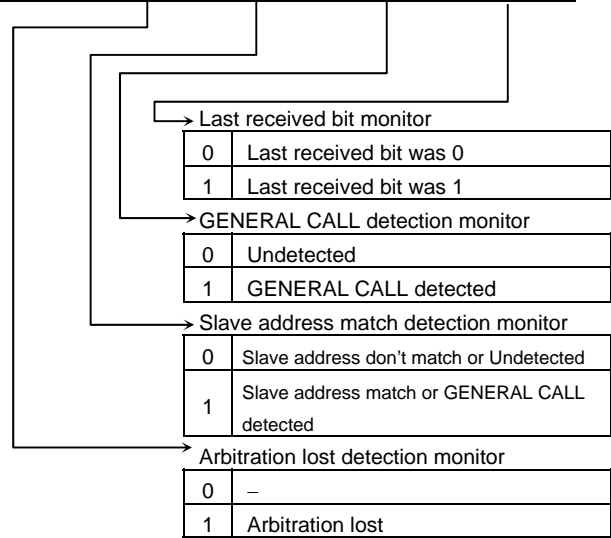 Last received bit monitor
0 Last received bit was 0
1 Last received bit was 1
GENERAL CALL detection monitor
0 Undetected
1 GENERAL CALL detected
Slave address match detection monitor
0 Slave address don't match or Undetected
1 Slave address match or GENERAL CALL
detected
Arbitration lost detection monitor
0 −
1 Arbitration lost